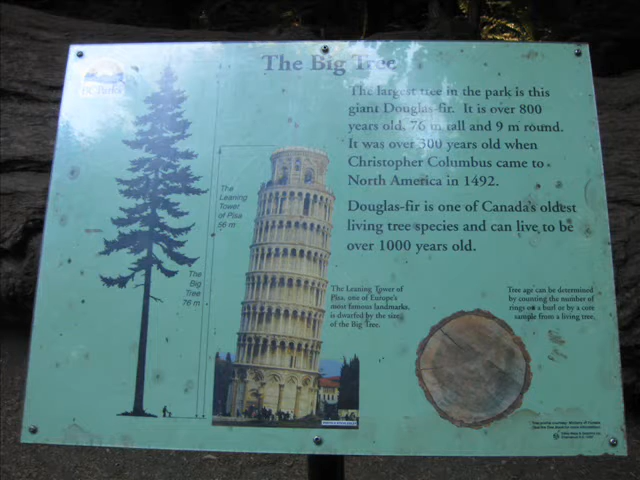 The Big Tree
BC Parks
The largest tree in the park is this
giant Douglas-fir. It is over 800
years old, 76 m tall and 9 m round.
It was over 300 years old when
Christopher Columbus came to
North America in 1492.
Douglas-fir is one of Canada's oldest
living tree species and can live to be
over 1000 years old.
The
Leaning
Tower
of Pisa
56 m
The
Big
Tree
76 m
The Leaning Tower of
Pisa, one of Europe's
most famous landmarks,
is dwarfed by the size
of the Big Tree.
Tree age can be determined
by counting the number of
rings on a burl or by a core
sample from a living tree.